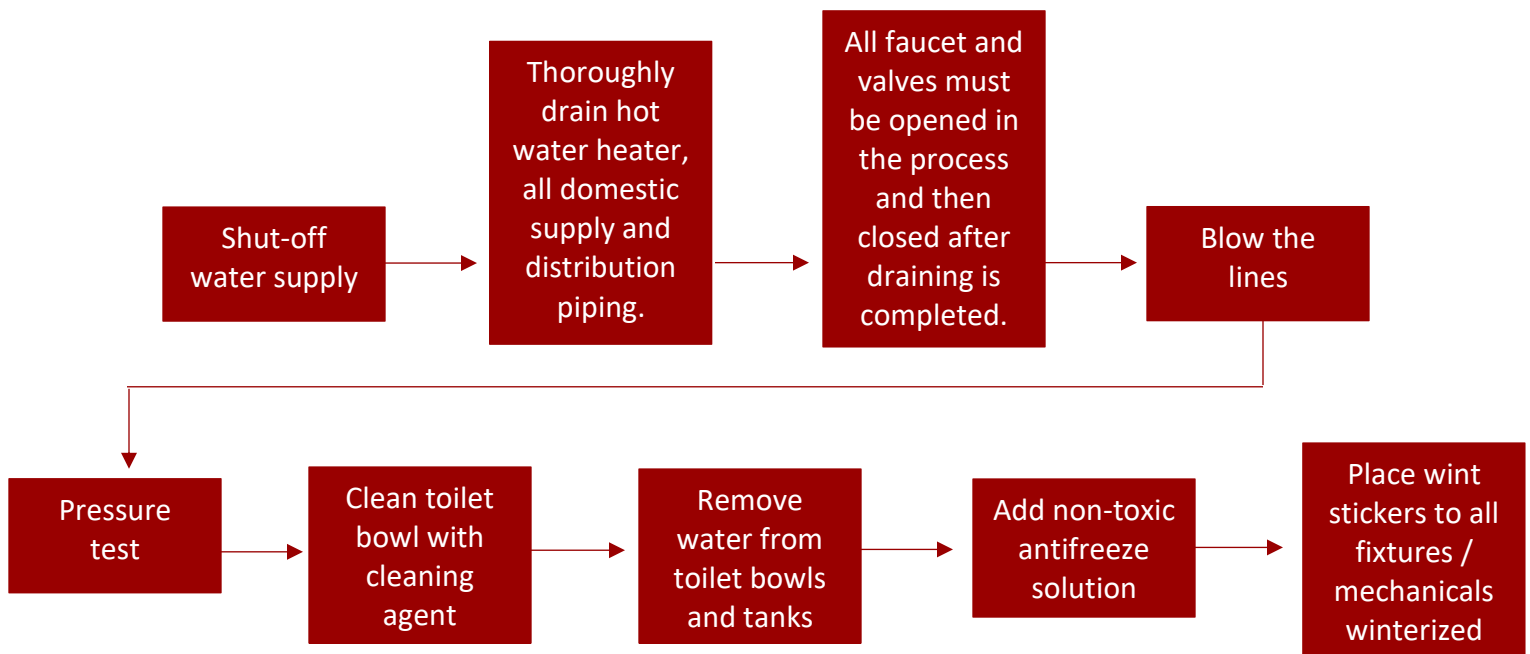 Shut-off
water supply
Thoroughly
drain hot
water heater,
all domestic
supply and
distribution
piping.
All faucet and
valves must
be opened in
the process
and then
closed after
draining is
completed.
Blow the
lines
Pressure
test
Clean toilet
bowl with
cleaning
agent
Remove
water from
toilet bowls
and tanks
Add non-toxic
antifreeze
solution
Place wint
stickers to all
fixtures /
mechanicals
winterized